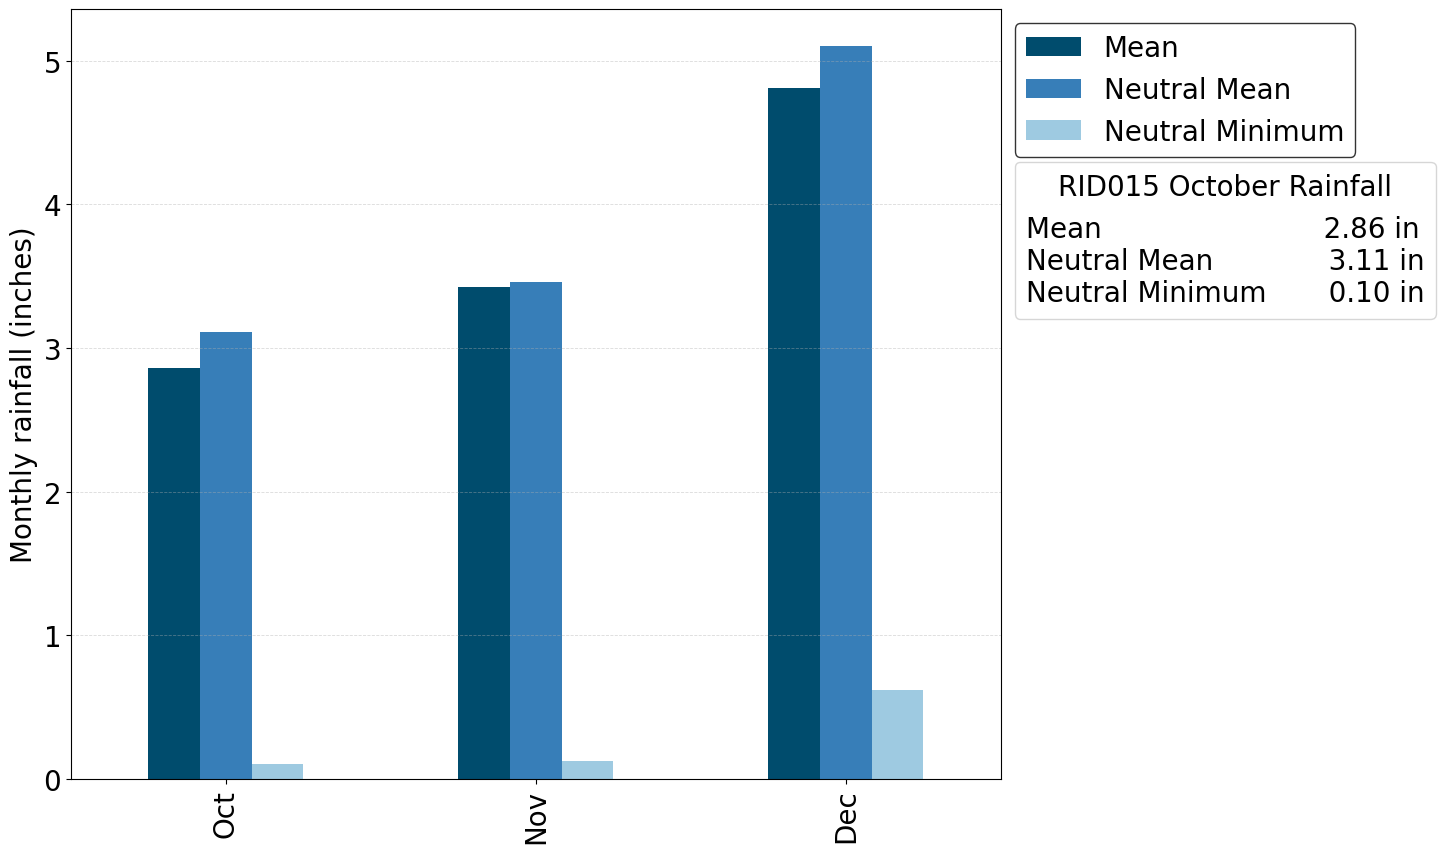 Monthly rainfall (inches)
5
4
3
2
1
0
Oct
Nov
Dec
Mean
Neutral Mean
Neutral Minimum
RID015 October Rainfall
Mean 2.86 in
Neutral Mean 3.11 in
Neutral Minimum 0.10 in